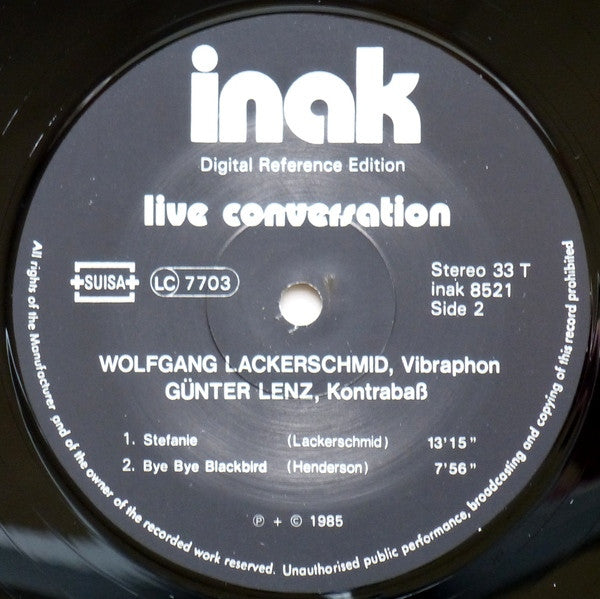 inak
Digital Reference Edition
live conversation
SUISA LC 7703
Stereo 33 T
inak 8521
Side 2
WOLFGANG LACKERSCHMID, Vibraphon
GÜNTER LENZ, Kontrabaß
1. Stefanie (Lackerschmid) 13'15"
2. Bye Bye Blackbird (Henderson) 7'56"
℗ + © 1985
All rights of the Manufacturer and of the owner of the recorded work reserved. Unauthorised public performance, broadcasting and copying of this record prohibited